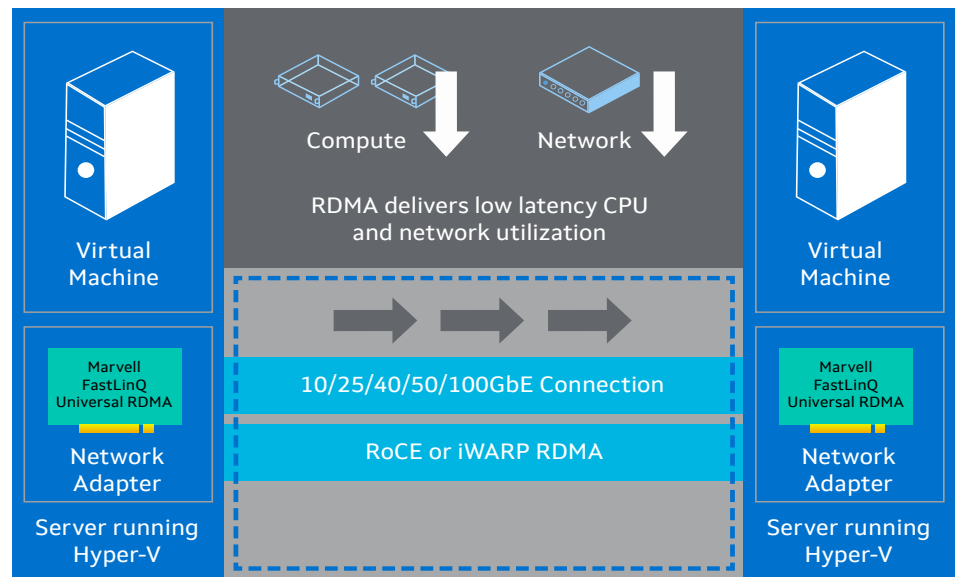 Virtual
Machine
Marvell
FastLinQ
Universal RDMA
Network
Adapter
Server running
Hyper-V
Compute
Network
RDMA delivers low latency CPU
and network utilization
10/25/40/50/100GbE Connection
RoCE or iWARP RDMA
Virtual
Machine
Marvell
FastLinQ
Universal RDMA
Network
Adapter
Server running
Hyper-V